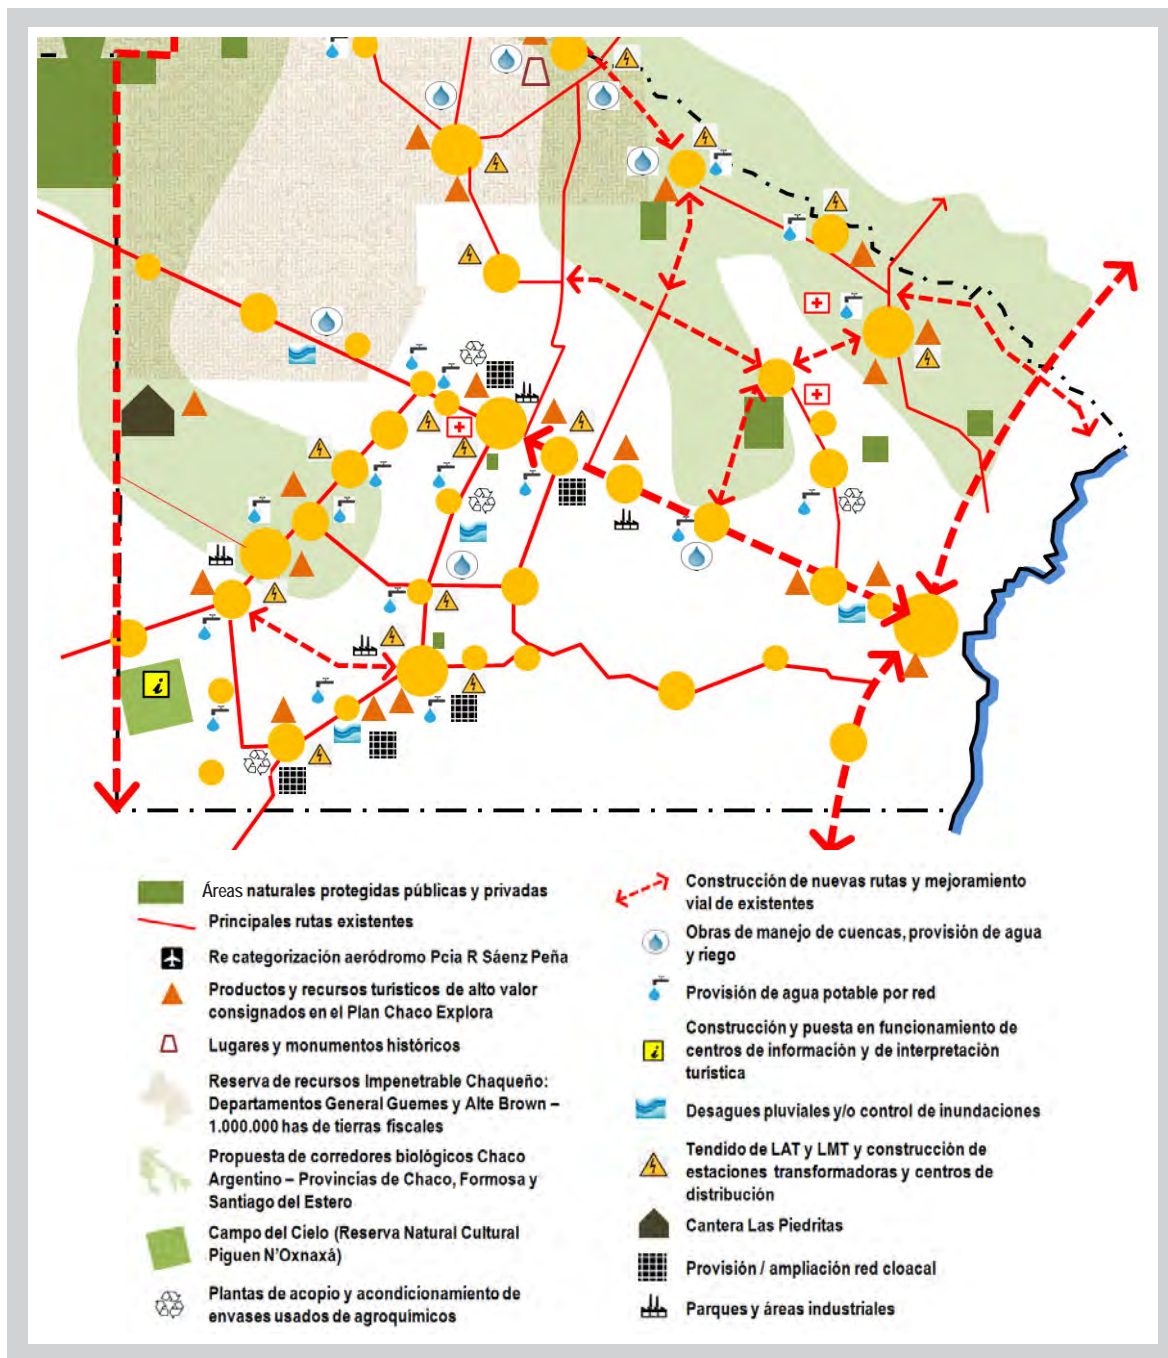 Áreas naturales protegidas públicas y privadas
Principales rutas existentes
Re categorización aeródromo Pcia R Sáenz Peña
Productos y recursos turísticos de alto valor
consignados en el Plan Chaco Explora
Lugares y monumentos históricos
Reserva de recursos Impenetrable Chaqueño:
Departamentos General Guemes y Alte Brown –
1.000.000 has de tierras fiscales
Propuesta de corredores biológicos Chaco
Argentino – Provincias de Chaco, Formosa y
Santiago del Estero
Campo del Cielo (Reserva Natural Cultural
Piguen N'Oxnaxá)
Plantas de acopio y acondicionamiento de
envases usados de agroquímicos
Construcción de nuevas rutas y mejoramiento
vial de existentes
Obras de manejo de cuencas, provisión de agua
y riego
Provisión de agua potable por red
Construcción y puesta en funcionamiento de
centros de información y de interpretación
turística
Desagues pluviales y/o control de inundaciones
Tendido de LAT y LMT y construcción de
estaciones transformadoras y centros de
distribución
Cantera Las Piedritas
Provisión / ampliación red cloacal
Parques y áreas industriales